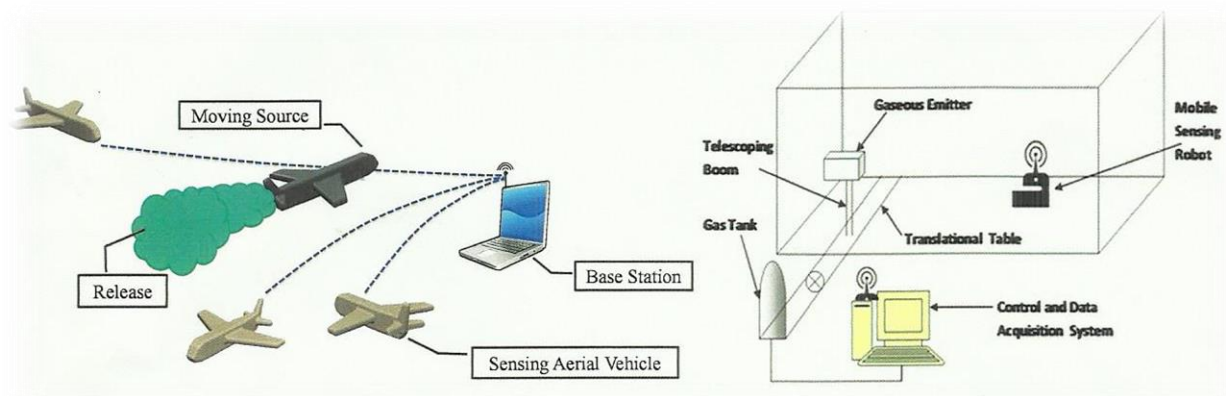 Moving Source
Release
Base Station
Sensing Aerial Vehicle
Gaseous Emitter
Mobile
Sensing
Robot
Telescoping
Boom
Gas Tank
Translational Table
Control and Data
Acquisition System